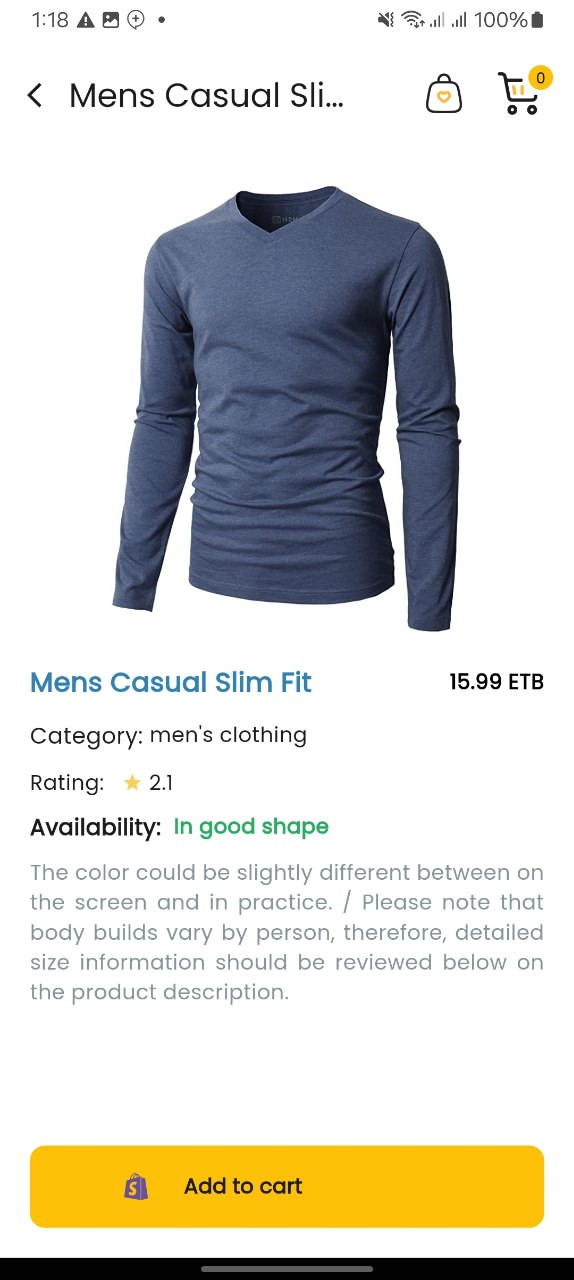 1:18 100%
Mens Casual Sli... 0
Mens Casual Slim Fit 15.99 ETB
Category: men's clothing
Rating: 2.1
Availability: In good shape
The color could be slightly different between on
the screen and in practice. / Please note that
body builds vary by person, therefore, detailed
size information should be reviewed below on
the product description.
Add to cart